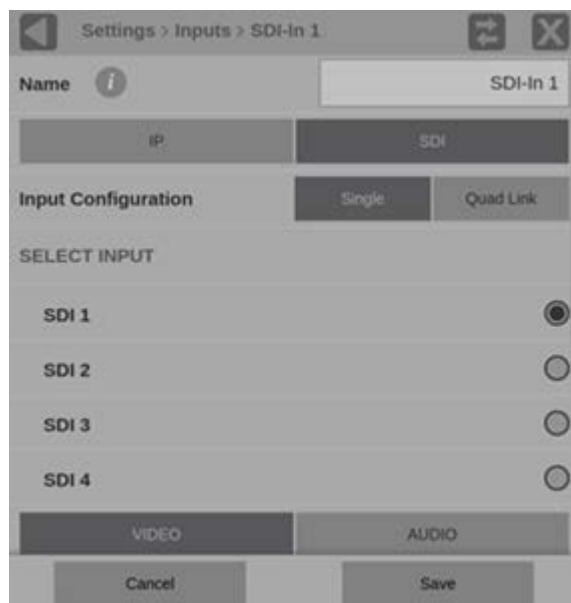 Settings > Inputs > SDI-In 1
Name i SDI-In 1
IP SDI
Input Configuration Single Quad Link
SELECT INPUT
SDI 1
SDI 2
SDI 3
SDI 4
VIDEO AUDIO
Cancel Save